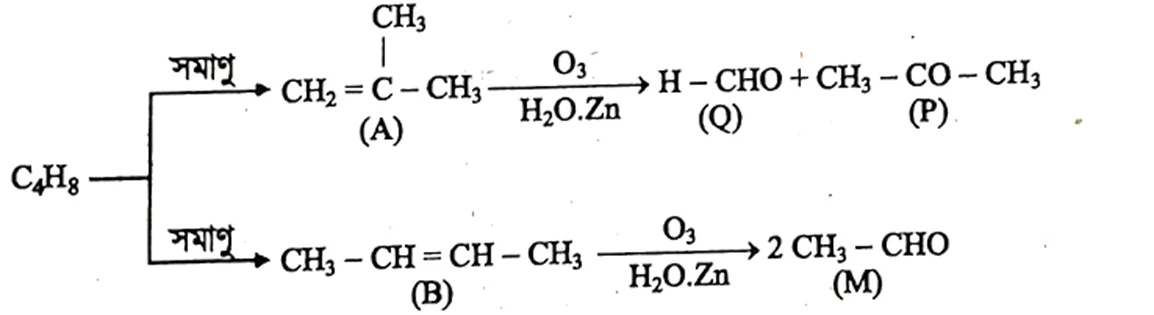 CH₃
|
সমাণু
CH₂ = C – CH₃ O₃ H – CHO + CH₃ – CO – CH₃
H₂O.Zn
(A) (Q) (P)
C₄H₈
সমাণু
CH₃ – CH = CH – CH₃ O₃ 2 CH₃ – CHO
H₂O.Zn
(B) (M)